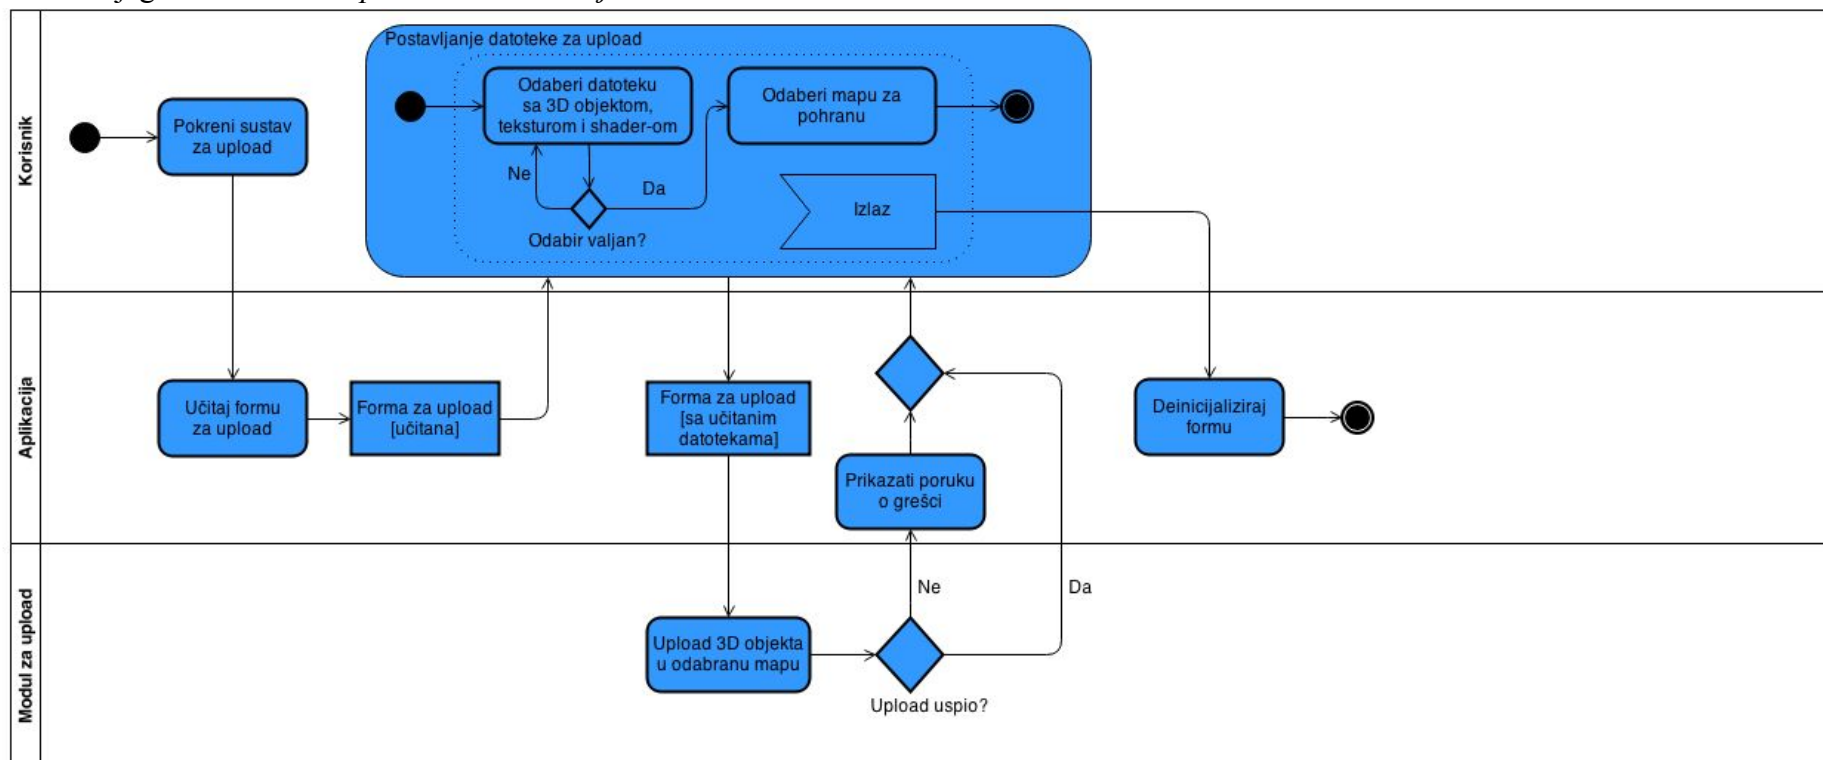 Korisnik
Pokreni sustav
za upload
Postavljanje datoteke za upload
Odaberi datoteku
sa 3D objektom,
teksturom i shader-om
Odaberi mapu za
pohranu
Ne
Da
Odabir valjan?
Izlaz
Aplikacija
Učitaj formu
za upload
Forma za upload
[učitana]
Forma za upload
[sa učitanim
datotekama]
Prikazati poruku
o grešci
Deinicijaliziraj
formu
Modul za upload
Upload 3D objekta
u odabranu mapu
Ne
Da
Upload uspio?